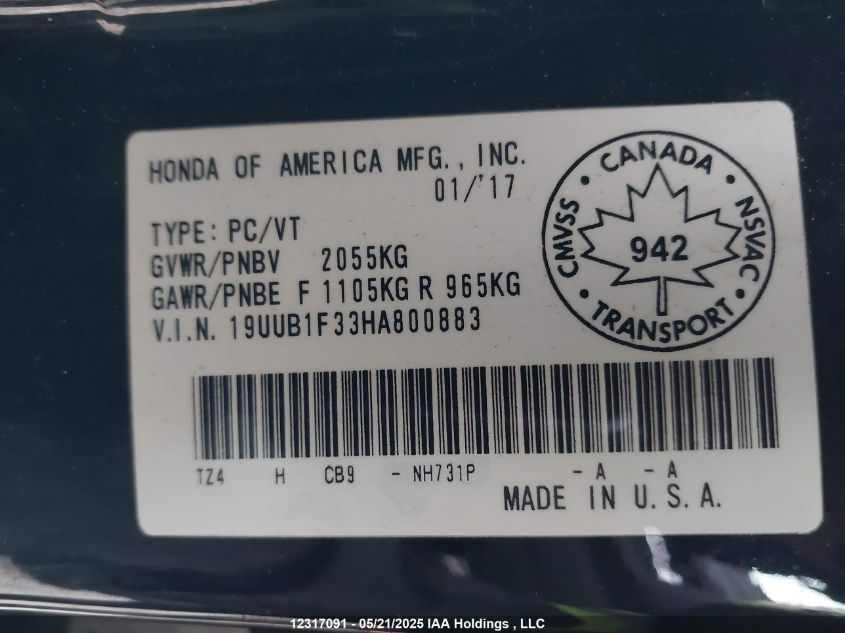 HONDA OF AMERICA MFG., INC.
01/'17
TYPE: PC/VT
GVWR/PNBV 2055KG
GAWR/PNBE F 1105KG R 965KG
V.I.N. 19UUB1F33HA800883
CANADA
CMVSS • NSVAC
942
TRANSPORT
TZ4 H CB9 - NH731P - A - A
MADE IN U.S.A.
12317091 - 05/21/2025 IAA Holdings , LLC